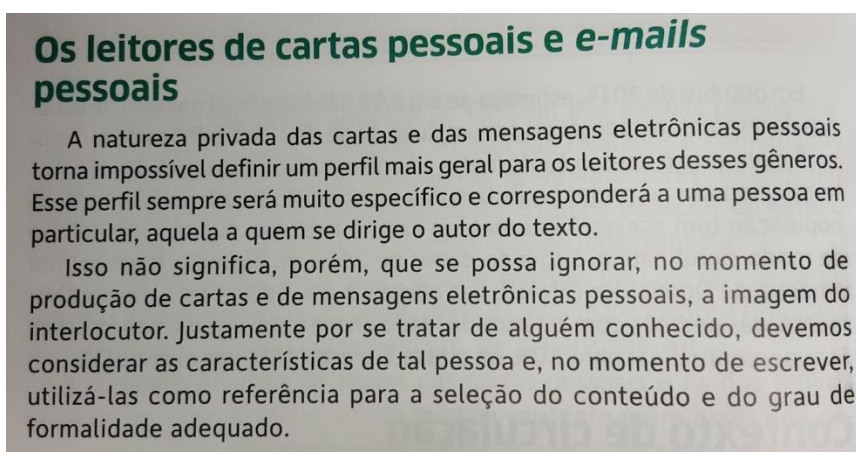 Os leitores de cartas pessoais e e-mails
pessoais
A natureza privada das cartas e das mensagens eletrônicas pessoais
torna impossível definir um perfil mais geral para os leitores desses gêneros.
Esse perfil sempre será muito específico e corresponderá a uma pessoa em
particular, aquela a quem se dirige o autor do texto.
Isso não significa, porém, que se possa ignorar, no momento de
produção de cartas e de mensagens eletrônicas pessoais, a imagem do
interlocutor. Justamente por se tratar de alguém conhecido, devemos
considerar as características de tal pessoa e, no momento de escrever,
utilizá-las como referência para a seleção do conteúdo e do grau de
formalidade adequado.